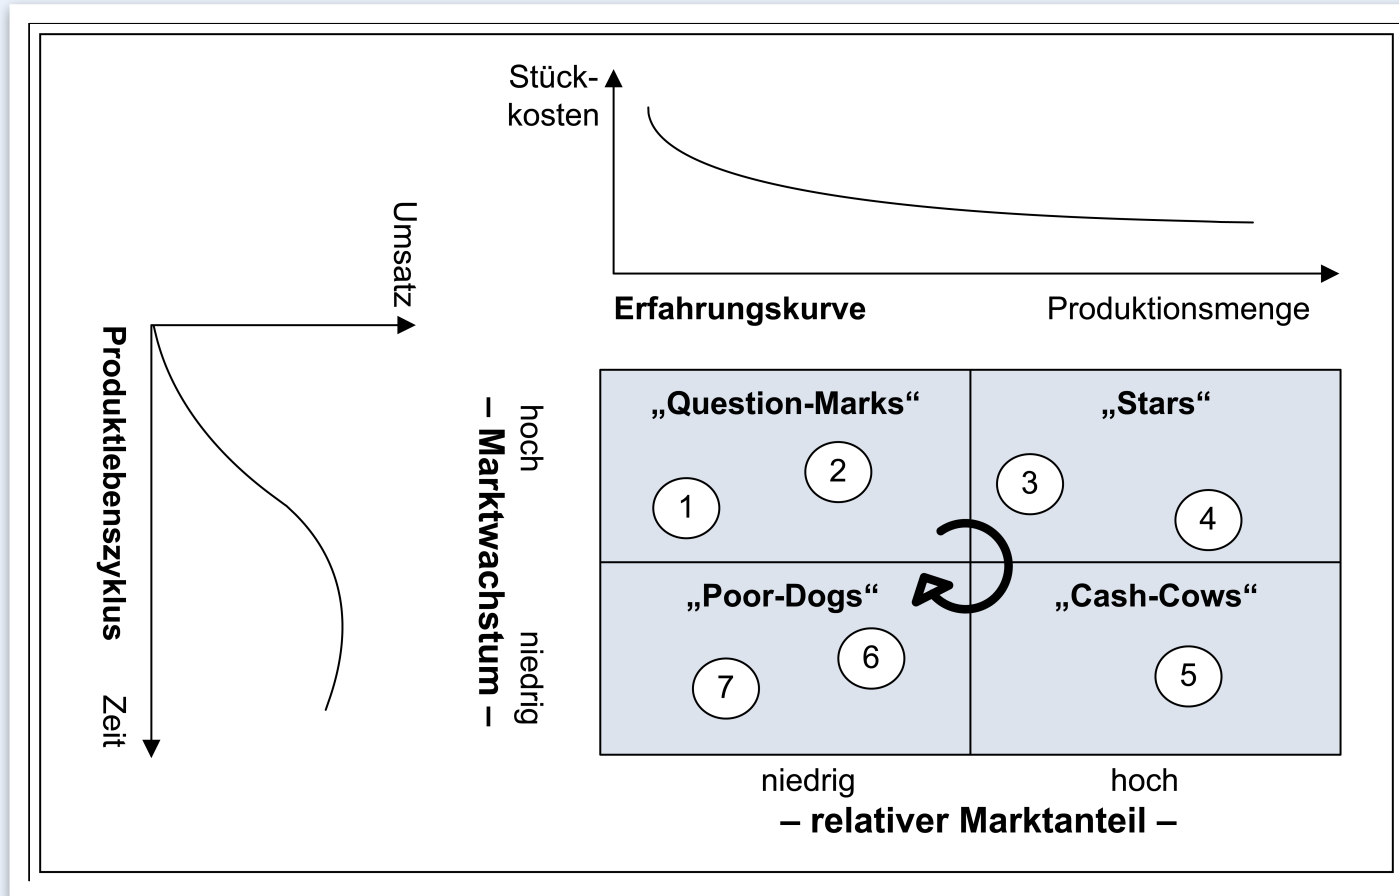 Stück-
kosten
Erfahrungskurve
Produktionsmenge
Umsatz
Produktlebenszyklus
Zeit
– Marktwachstum –
hoch
niedrig
„Question-Marks“
„Stars“
1
2
3
4
„Poor-Dogs“
„Cash-Cows“
7
6
5
niedrig
hoch
– relativer Marktanteil –